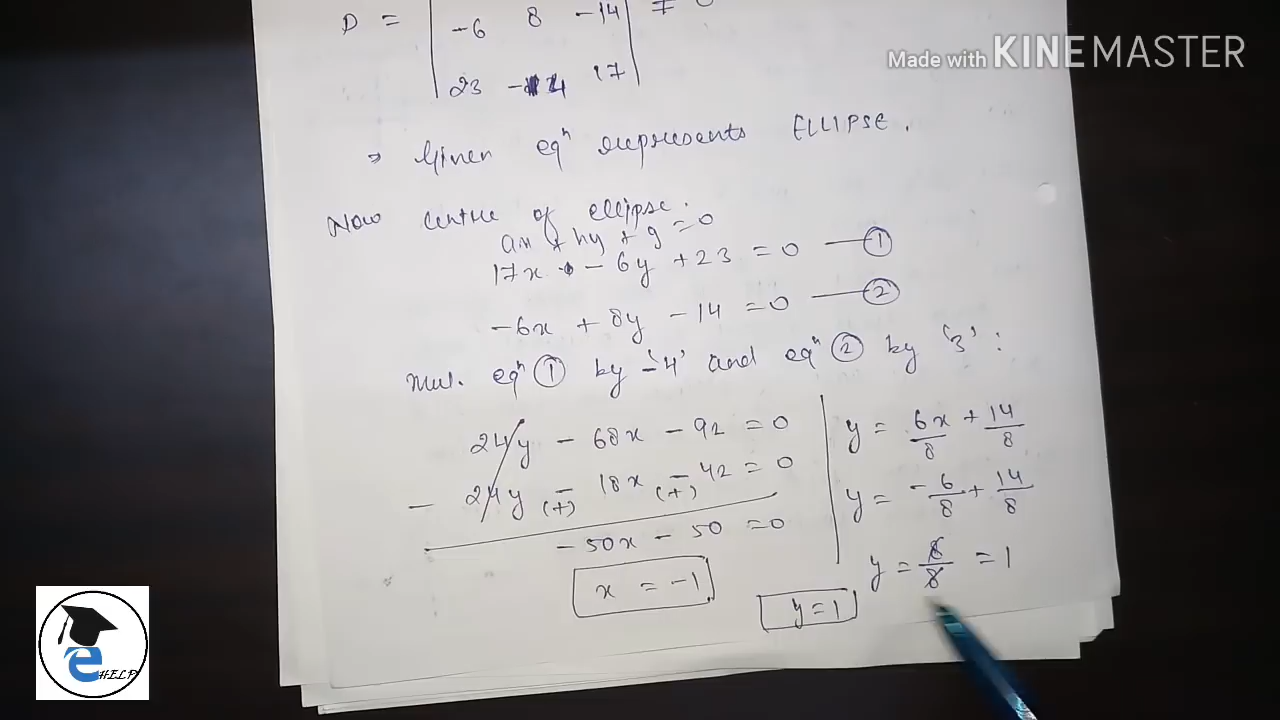 D = | -6 8 -14 | ≠ 0
23 -4 17
Made with KINEMASTER
⇒ Given eqⁿ represents ELLIPSE.
Now centre of ellipse.
ax + hy + g = 0
17x - 6y + 23 = 0 — ①
-6x + 8y - 14 = 0 — ②
Mul. eqⁿ ① by '-4' and eqⁿ ② by '3' :
24y - 68x - 92 = 0
- 24y (+)- 18x (+)- 42 = 0
- 50x - 50 = 0
x = -1
y = 6x/8 + 14/8
y = -6/8 + 14/8
y = 8/8 = 1
y = 1
e HELP